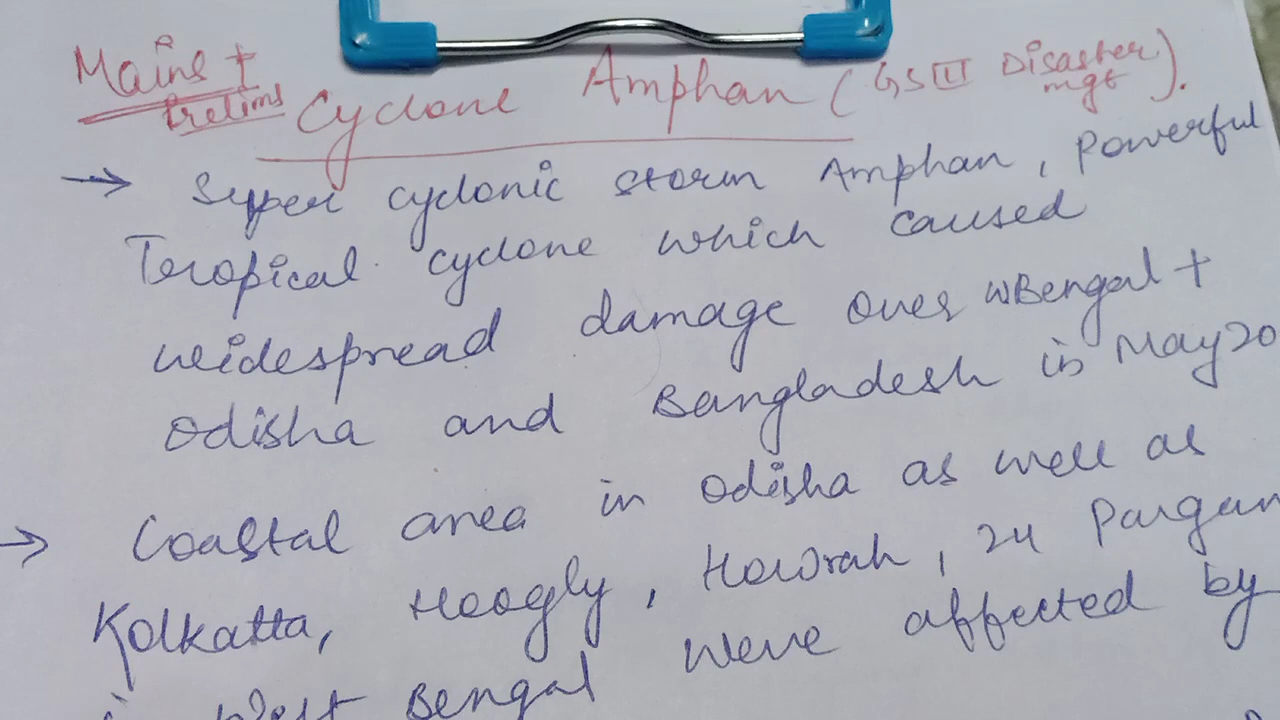 Mains +
Prelims
Cyclone Amphan (GS III Disaster mgt).
→ Super cyclonic storm Amphan, Powerful
Tropical cyclone which caused
widespread damage over WBengal +
Odisha and Bangladesh in May 20
→ Coastal area in Odisha as well as
Kolkatta, Hoogly, Howrah, 24 Pargan
in West Bengal were affected by